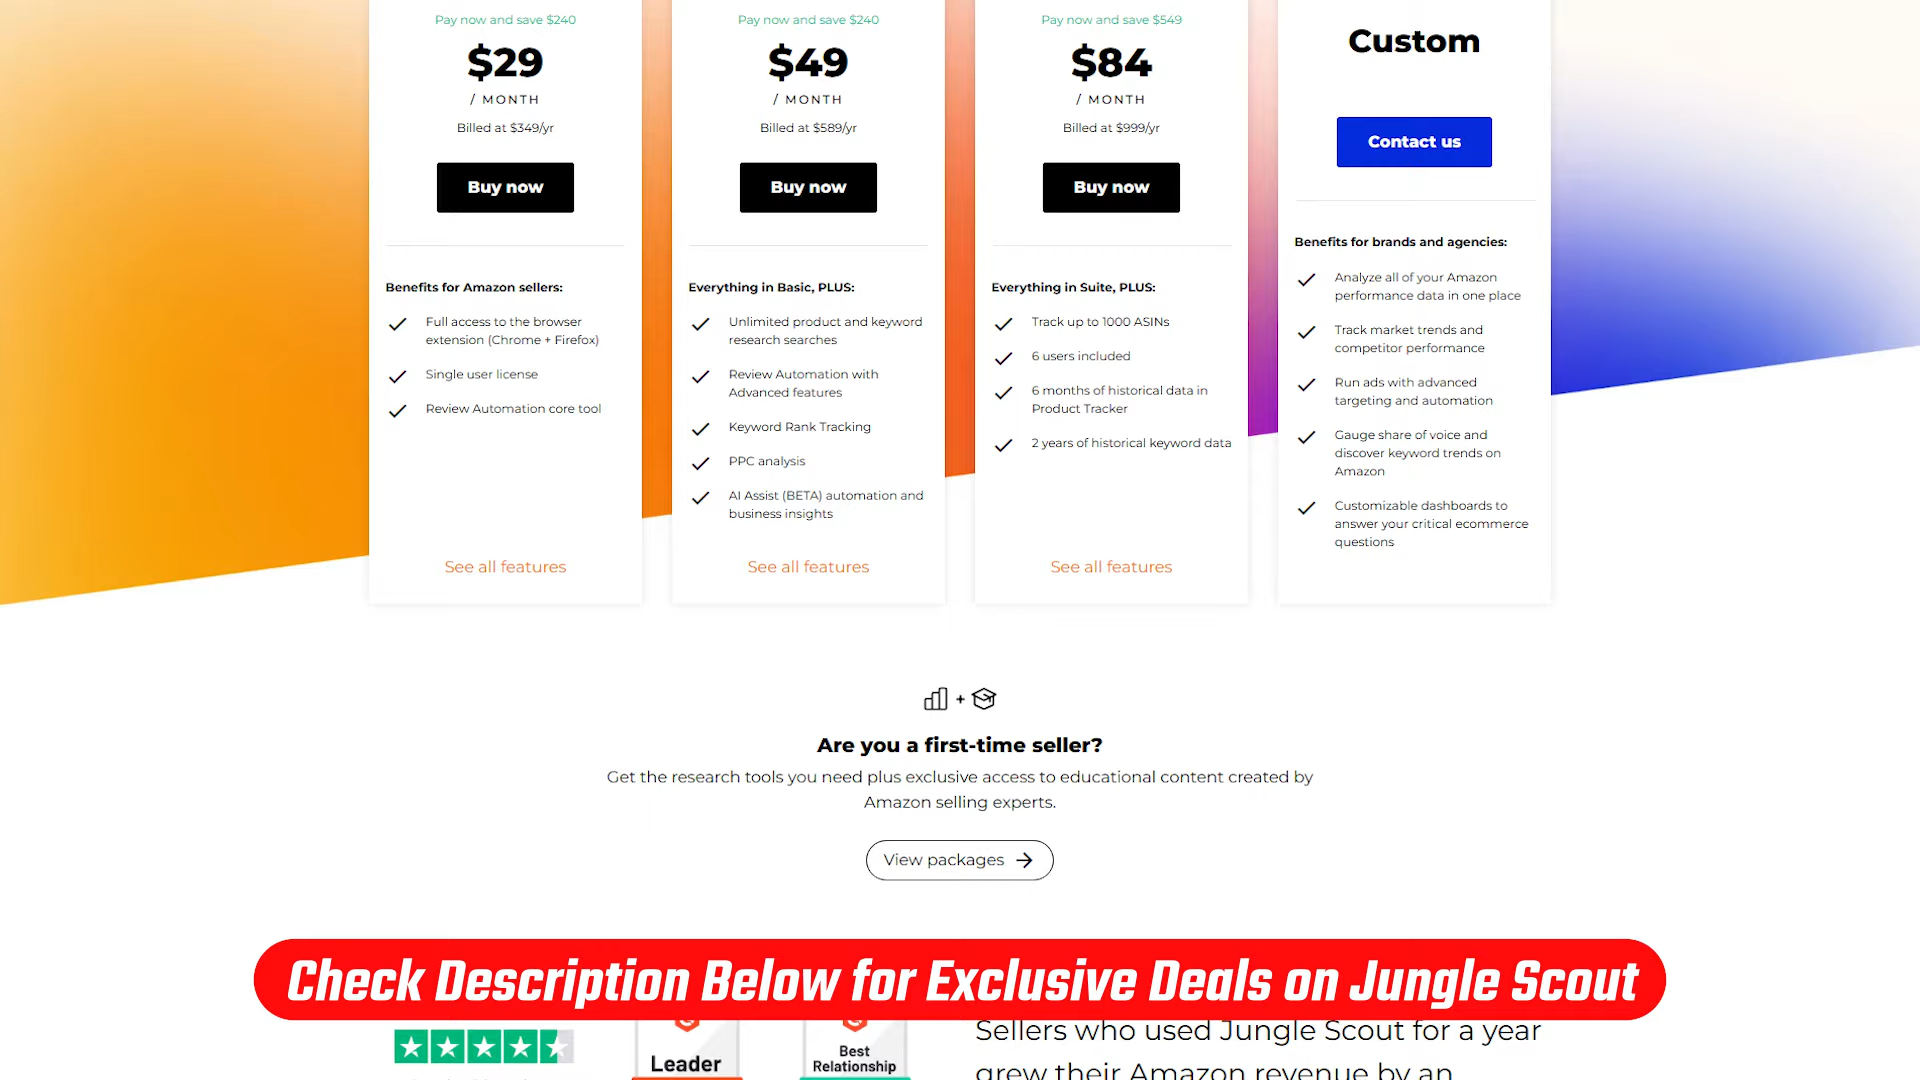 Pay now and save $240
$29
/ MONTH
Billed at $349/yr
Buy now
Benefits for Amazon sellers:
Full access to the browser
extension (Chrome + Firefox)
Single user license
Review Automation core tool
See all features
Pay now and save $240
$49
/ MONTH
Billed at $589/yr
Buy now
Everything in Basic, PLUS:
Unlimited product and keyword
research searches
Review Automation with
Advanced features
Keyword Rank Tracking
PPC analysis
AI Assist (BETA) automation and
business insights
See all features
Pay now and save $549
$84
/ MONTH
Billed at $999/yr
Buy now
Everything in Suite, PLUS:
Track up to 1000 ASINs
6 users included
6 months of historical data in
Product Tracker
2 years of historical keyword data
See all features
Custom
Contact us
Benefits for brands and agencies:
Analyze all of your Amazon
performance data in one place
Track market trends and
competitor performance
Run ads with advanced
targeting and automation
Gauge share of voice and
discover keyword trends on
Amazon
Customizable dashboards to
answer your critical ecommerce
questions
+
Are you a first-time seller?
Get the research tools you need plus exclusive access to educational content created by
Amazon selling experts.
View packages
Check Description Below for Exclusive Deals on Jungle Scout
Leader
Best
Relationship
Sellers who used Jungle Scout for a year
grew their Amazon revenue by an